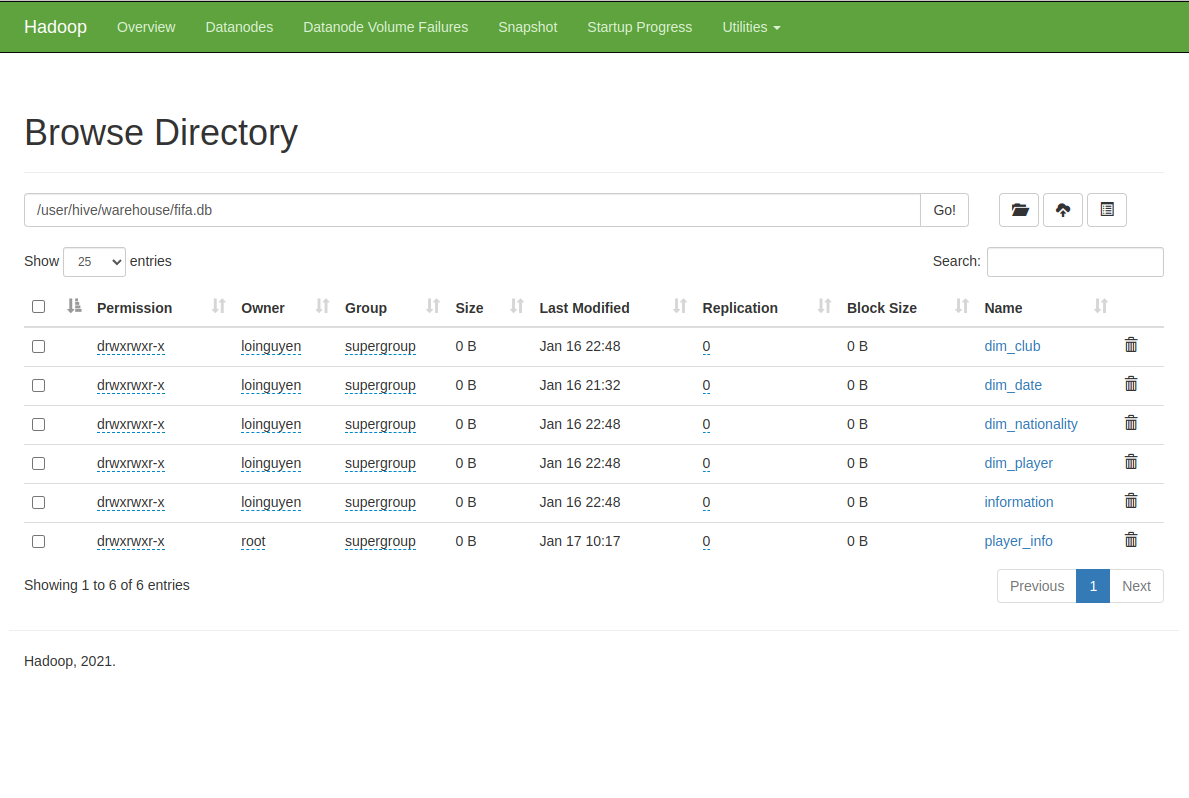 Hadoop Overview Datanodes Datanode Volume Failures Snapshot Startup Progress Utilities
Browse Directory
/user/hive/warehouse/fifa.db Go!
Show 25 entries Search:
Permission Owner Group Size Last Modified Replication Block Size Name
drwxrwxr-x loinguyen supergroup 0 B Jan 16 22:48 0 0 B dim_club
drwxrwxr-x loinguyen supergroup 0 B Jan 16 21:32 0 0 B dim_date
drwxrwxr-x loinguyen supergroup 0 B Jan 16 22:48 0 0 B dim_nationality
drwxrwxr-x loinguyen supergroup 0 B Jan 16 22:48 0 0 B dim_player
drwxrwxr-x loinguyen supergroup 0 B Jan 16 22:48 0 0 B information
drwxrwxr-x root supergroup 0 B Jan 17 10:17 0 0 B player_info
Showing 1 to 6 of 6 entries Previous 1 Next
Hadoop, 2021.